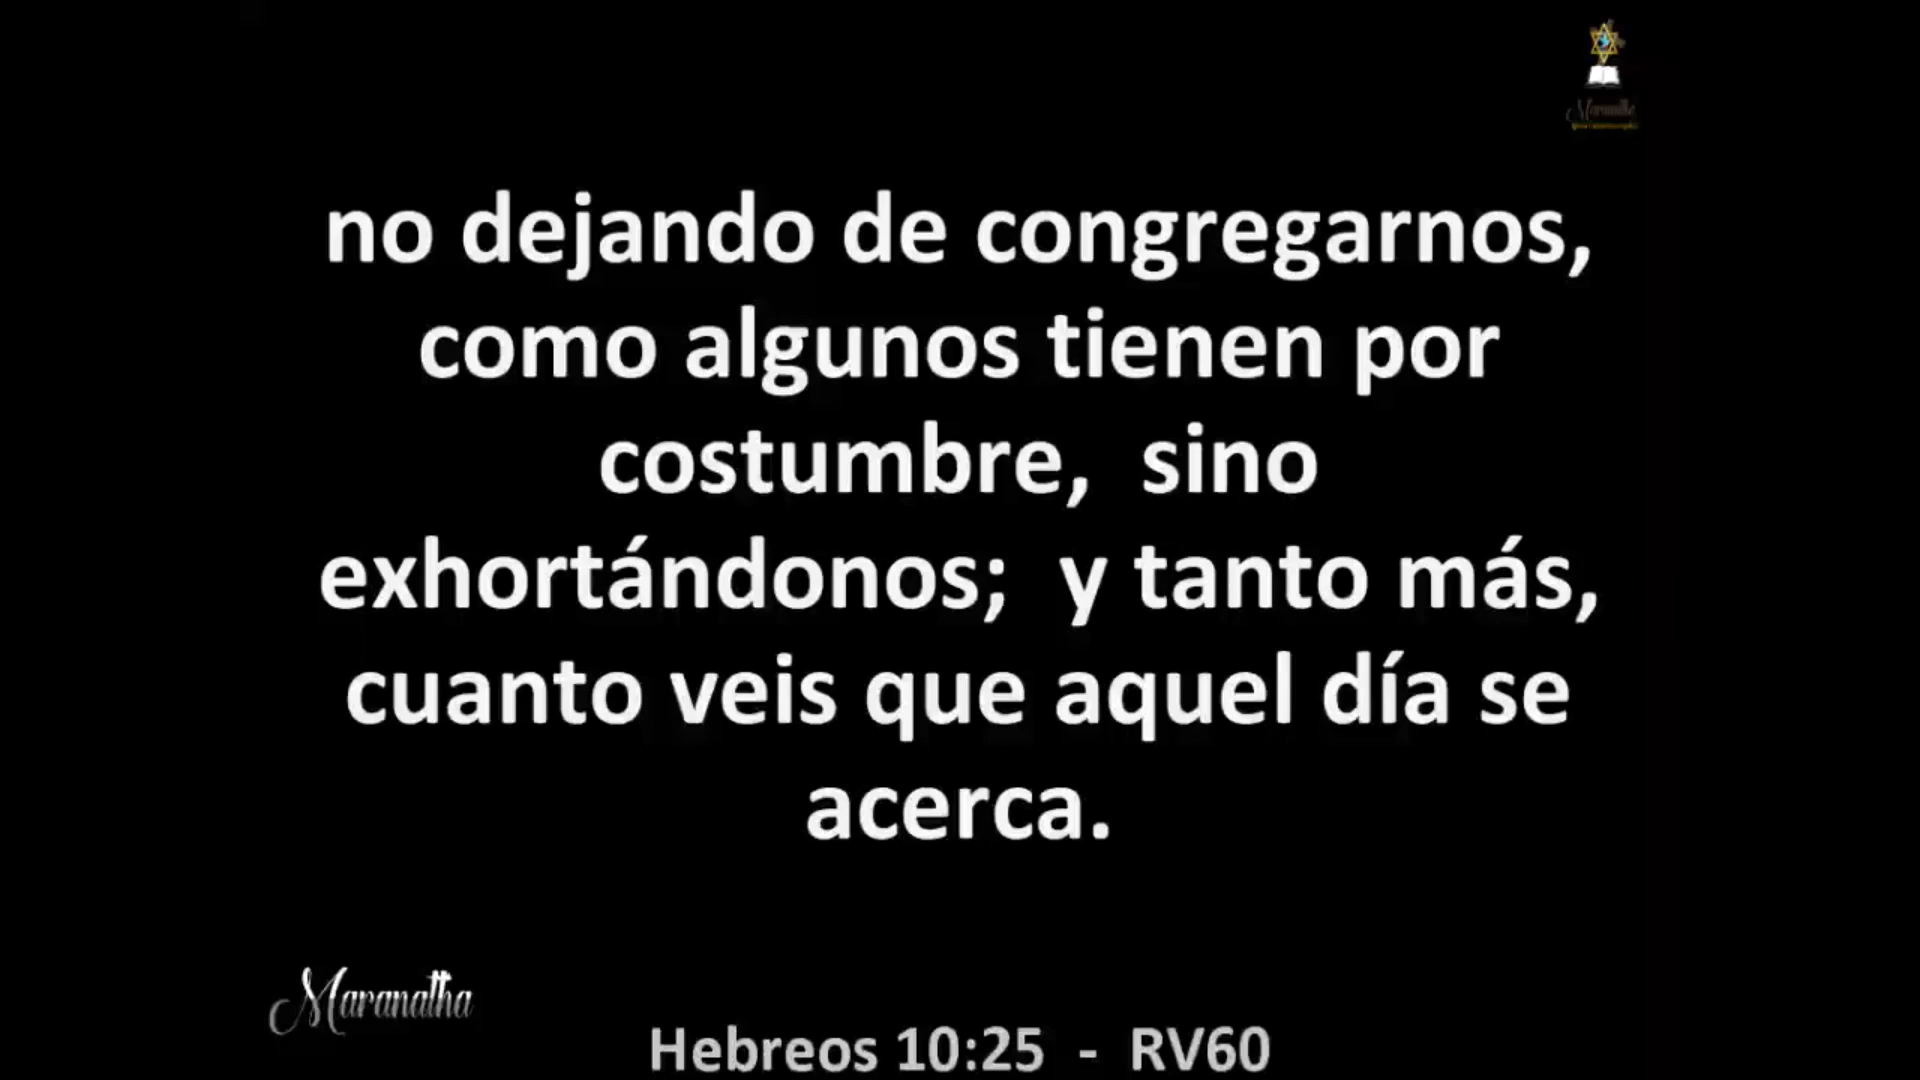 no dejando de congregarnos,
como algunos tienen por
costumbre, sino
exhortándonos; y tanto más,
cuanto veis que aquel día se
acerca.
Maranatha
Hebreos 10:25 - RV60
Maranatha